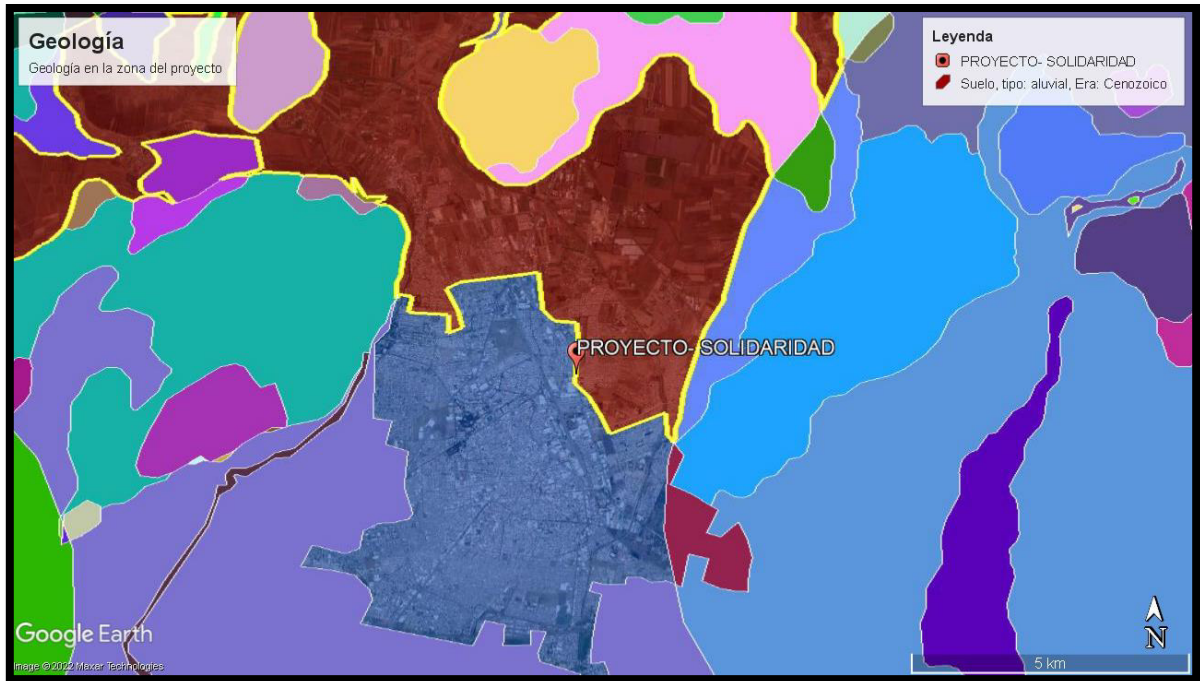 Geología
Geología en la zona del proyecto
Leyenda
PROYECTO- SOLIDARIDAD
Suelo, tipo: aluvial, Era: Cenozoico
PROYECTO- SOLIDARIDAD
Google Earth
Image © 2022 Maxar Technologies
N
5 km